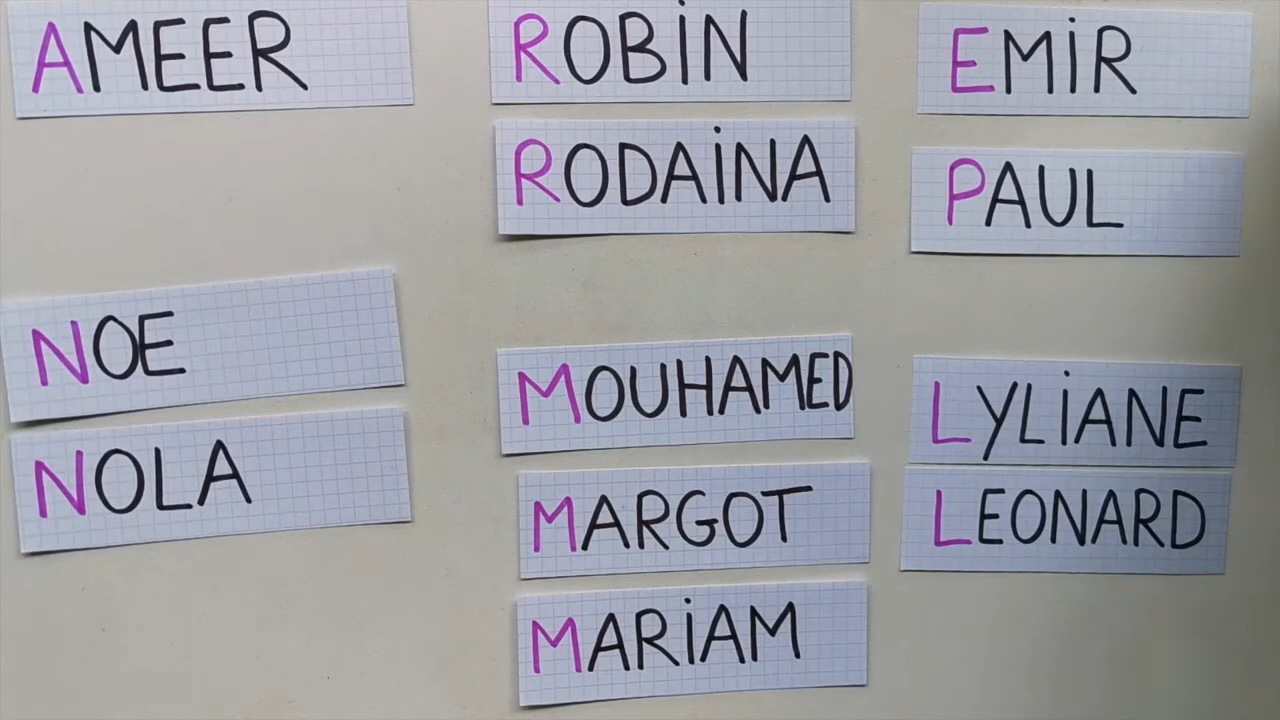 AMEER
ROBiN
EMiR
RODAiNA
PAUL
NOE
NOLA
MOUHAMED
MARGOT
MARiAM
LYLiANE
LEONARD